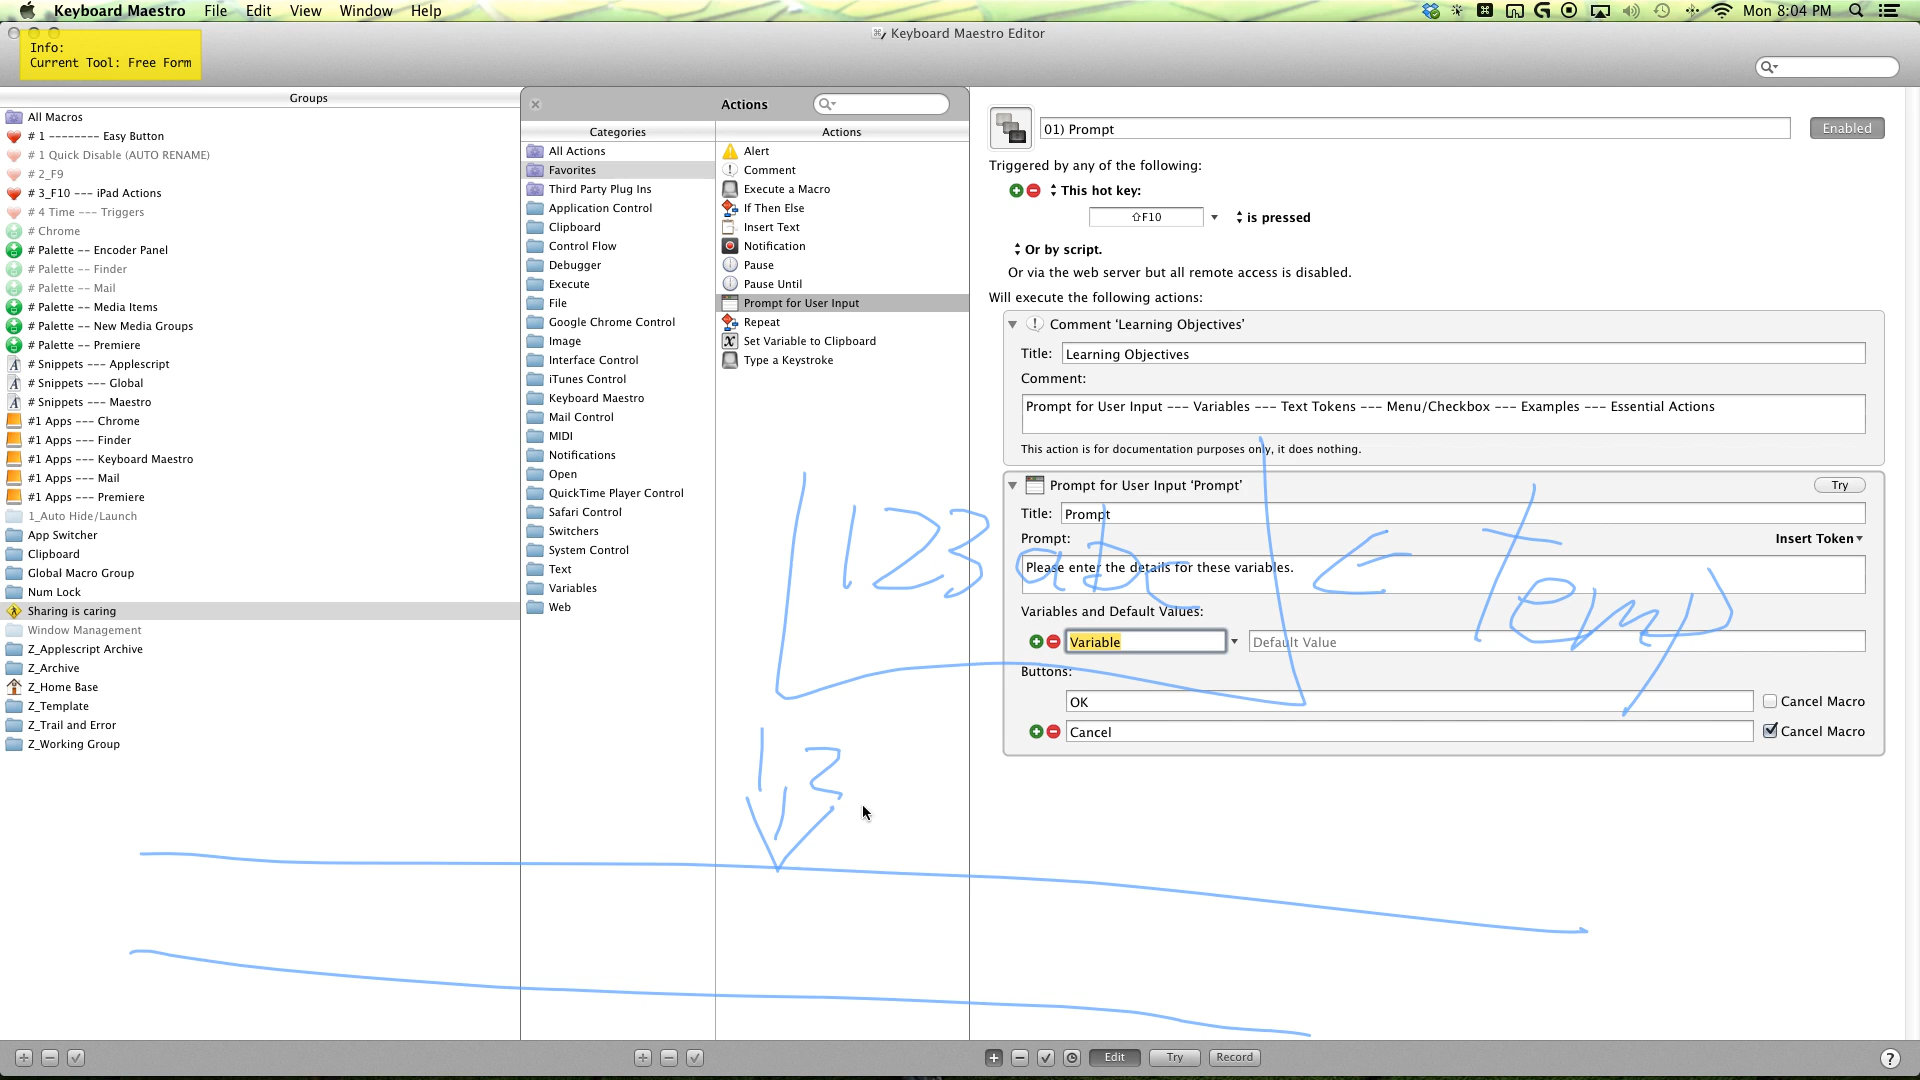 Keyboard Maestro File Edit View Window Help Mon 8:04 PM
Info:
Current Tool: Free Form
Keyboard Maestro Editor
Groups
All Macros
# 1 -------- Easy Button
# 1 Quick Disable (AUTO RENAME)
# 2_F9
# 3_F10 --- iPad Actions
# 4 Time --- Triggers
# Chrome
# Palette -- Encoder Panel
# Palette -- Finder
# Palette -- Mail
# Palette -- Media Items
# Palette -- New Media Groups
# Palette -- Premiere
# Snippets --- Applescript
# Snippets --- Global
# Snippets --- Maestro
#1 Apps --- Chrome
#1 Apps --- Finder
#1 Apps --- Keyboard Maestro
#1 Apps --- Mail
#1 Apps --- Premiere
1_Auto Hide/Launch
App Switcher
Clipboard
Global Macro Group
Num Lock
Sharing is caring
Window Management
Z_Applescript Archive
Z_Archive
Z_Home Base
Z_Template
Z_Trail and Error
Z_Working Group
Actions
Categories
All Actions
Favorites
Third Party Plug Ins
Application Control
Clipboard
Control Flow
Debugger
Execute
File
Google Chrome Control
Image
Interface Control
iTunes Control
Keyboard Maestro
Mail Control
MIDI
Notifications
Open
QuickTime Player Control
Safari Control
Switchers
System Control
Text
Variables
Web
Actions
Alert
Comment
Execute a Macro
If Then Else
Insert Text
Notification
Pause
Pause Until
Prompt for User Input
Repeat
Set Variable to Clipboard
Type a Keystroke
01) Prompt Enabled
Triggered by any of the following:
This hot key:
⇧F10 is pressed
Or by script.
Or via the web server but all remote access is disabled.
Will execute the following actions:
Comment ‘Learning Objectives’
Title: Learning Objectives
Comment:
Prompt for User Input --- Variables --- Text Tokens --- Menu/Checkbox --- Examples --- Essential Actions
This action is for documentation purposes only, it does nothing.
Prompt for User Input ‘Prompt’ Try
Title: Prompt
Prompt: Insert Token
Please enter the details for these variables.
Variables and Default Values:
Variable Default Value
Buttons:
OK Cancel Macro
Cancel Cancel Macro
123abc Temp
Edit Try Record
?